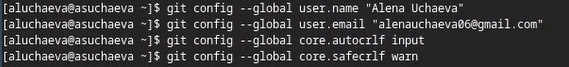 [aluchaeva@asuchaeva ~]$ git config --global user.name "Alena Uchaeva"
[aluchaeva@asuchaeva ~]$ git config --global user.email "alenauchaeva06@gmail.com"
[aluchaeva@asuchaeva ~]$ git config --global core.autocrlf input
[aluchaeva@asuchaeva ~]$ git config --global core.safecrlf warn